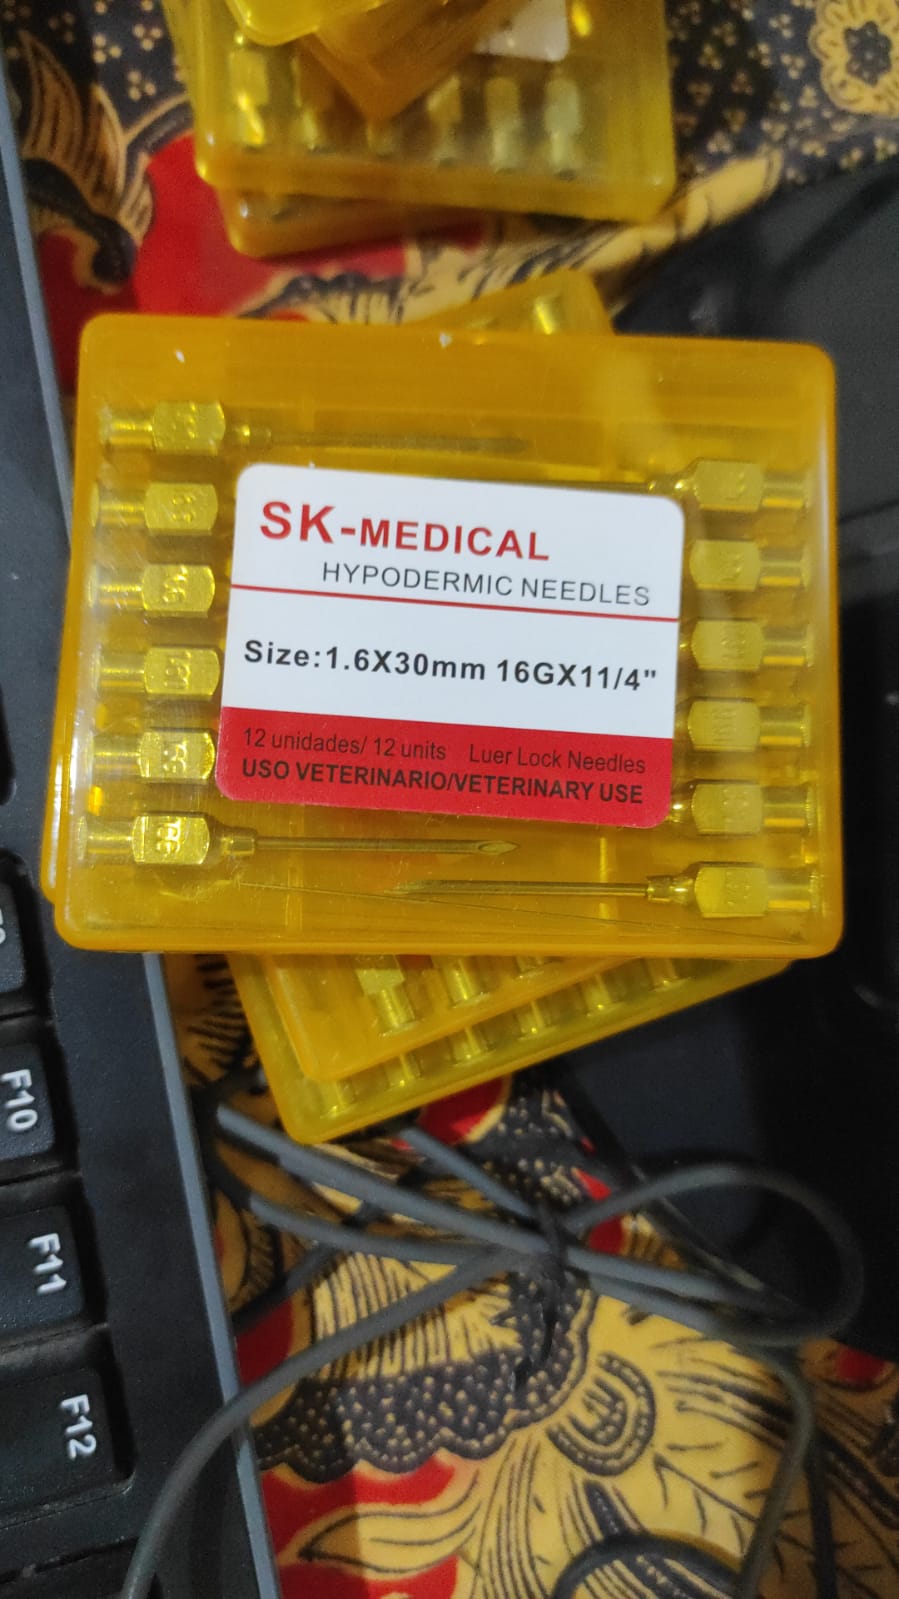 SK-MEDICAL
HYPODERMIC NEEDLES
Size:1.6X30mm 16GX11/4"
12 unidades/ 12 units Luer Lock Needles
USO VETERINARIO/VETERINARY USE
F10
F11
F12